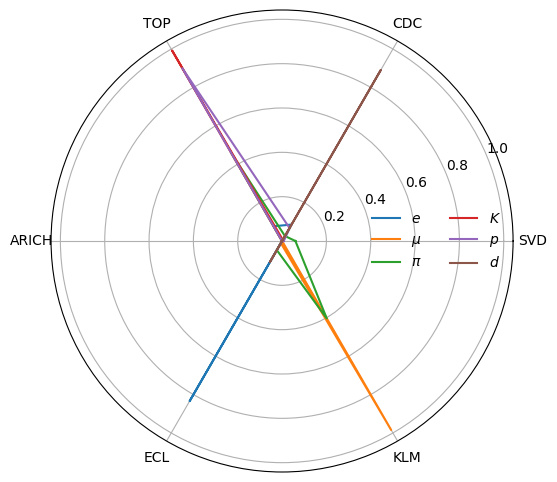 TOP CDC
1.0
0.8
0.6
0.4
0.2
ARICH SVD
e K
μ p
π d
ECL KLM